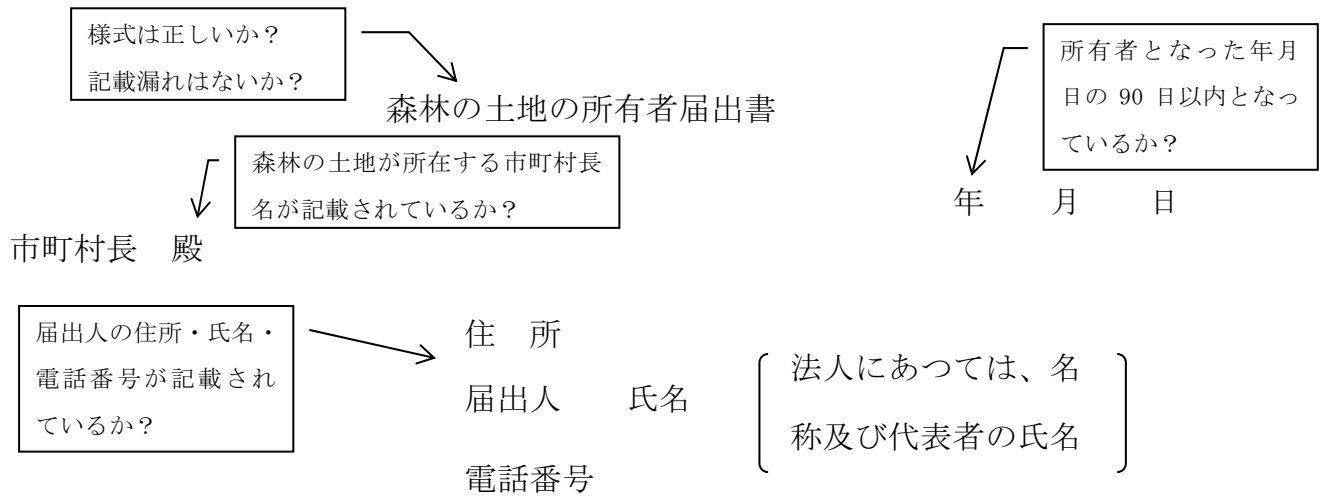 様式は正しいか？
記載漏れはないか？
所有者となった年月
日の 90 日以内となっ
ているか？
森林の土地の所有者届出書
森林の土地が所在する市町村長
名が記載されているか？
年　　月　　日
市町村長　殿
届出人の住所・氏名・
電話番号が記載され
ているか？
住　所
届出人　　氏名
法人にあつては、名
称及び代表者の氏名
電話番号